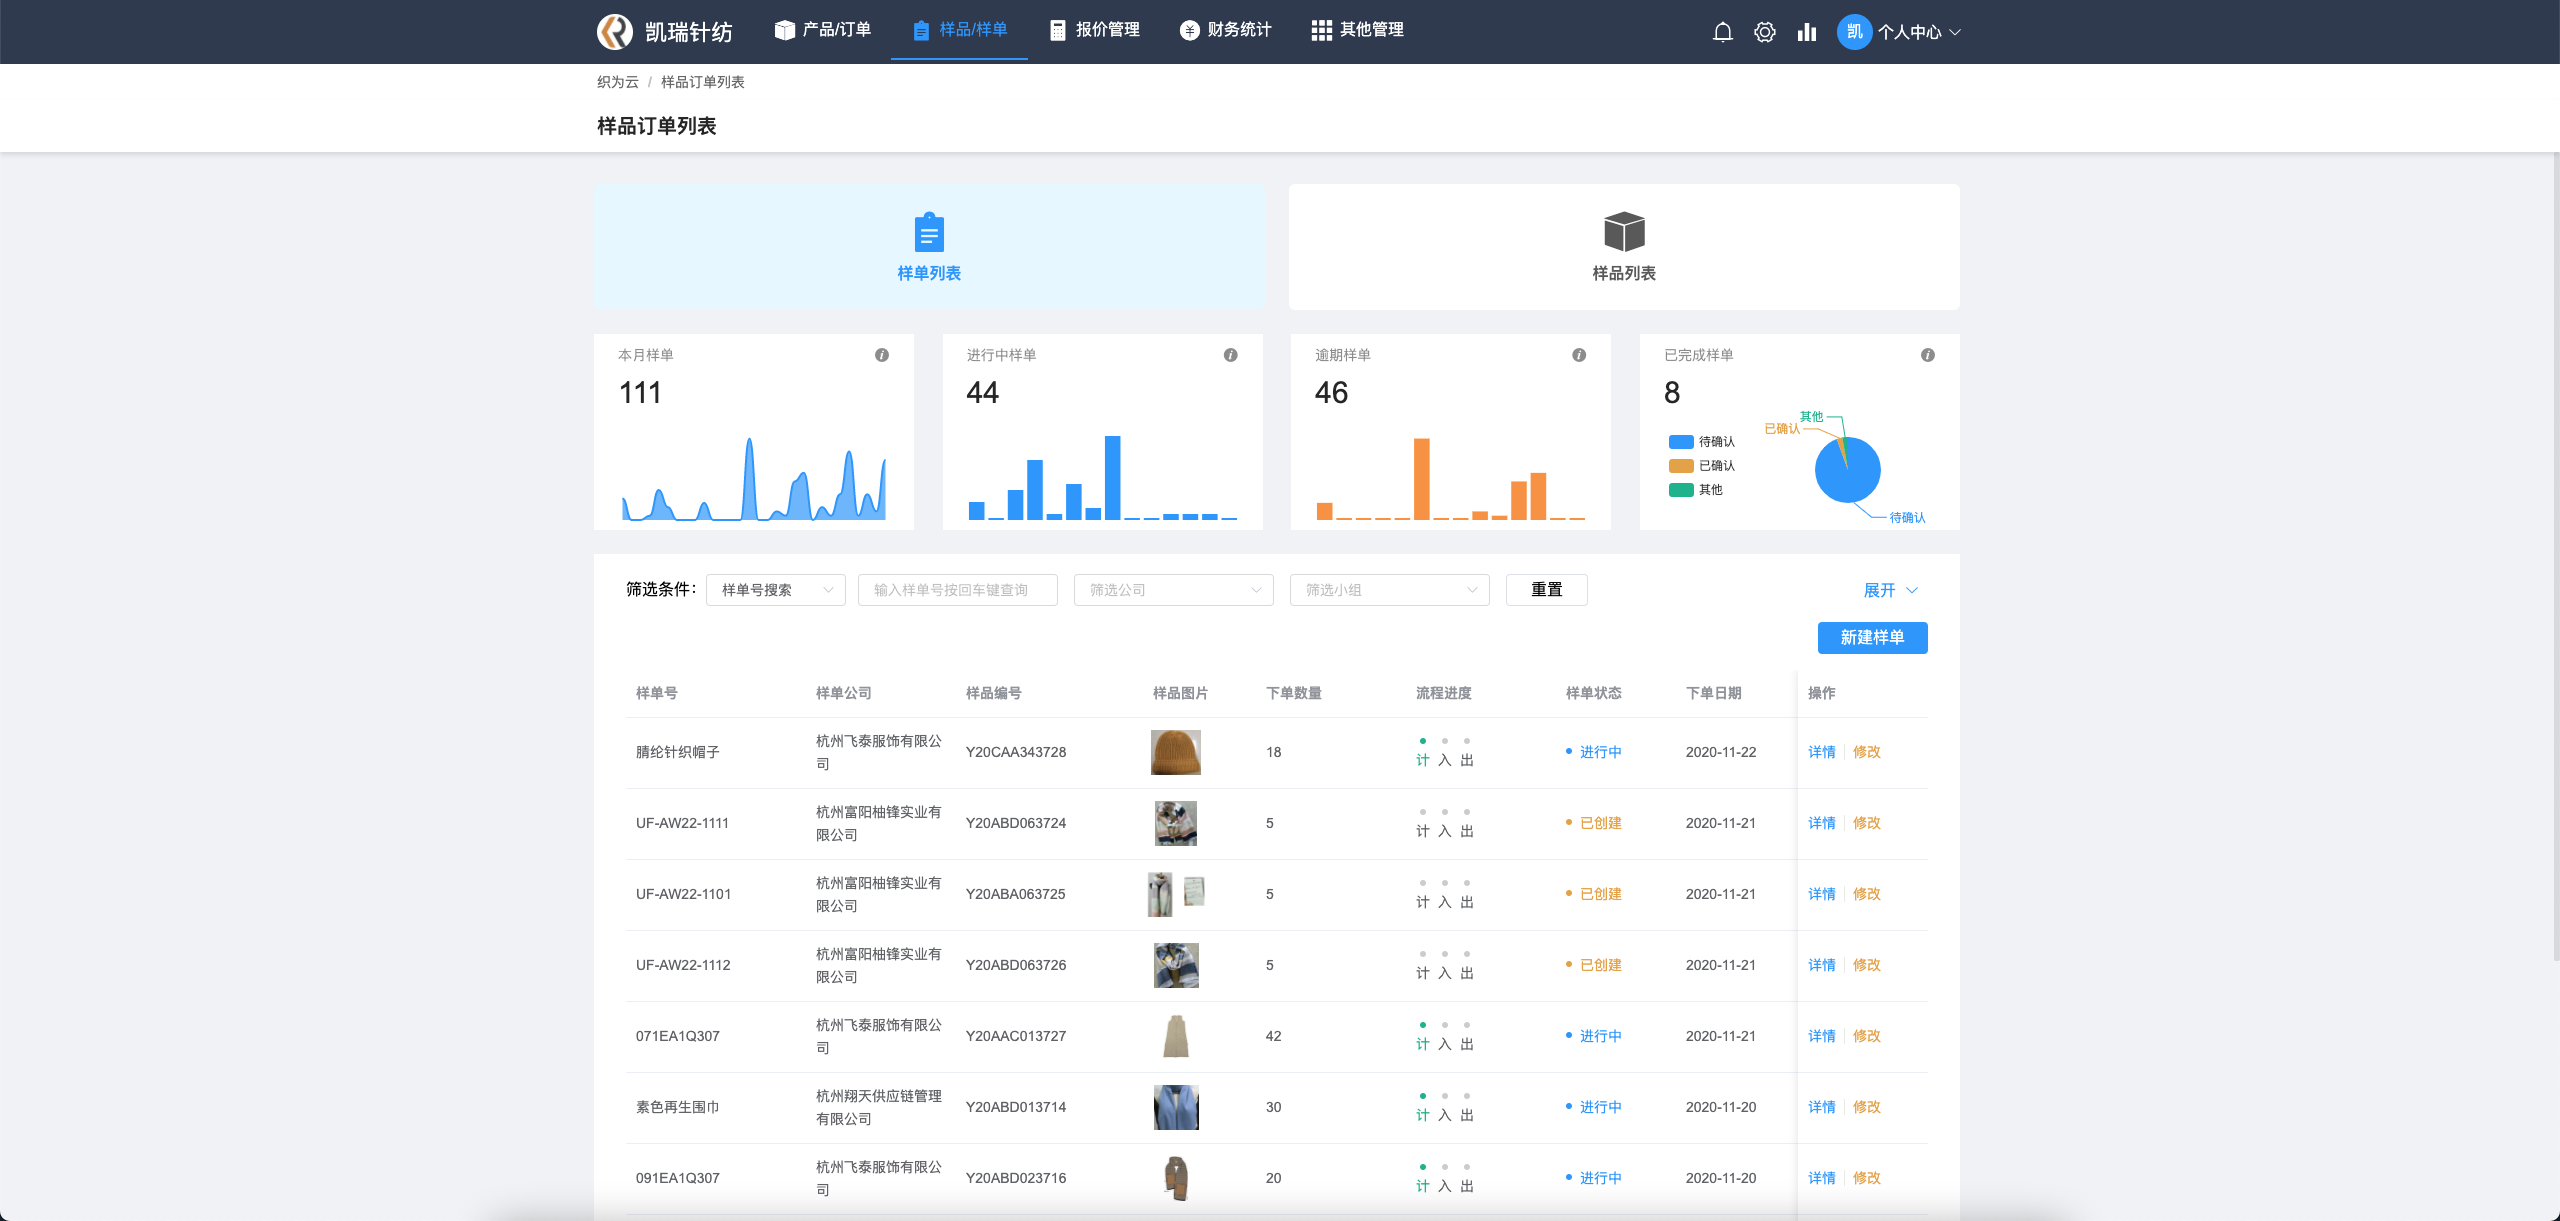 凯瑞针纺 产品/订单 样品/样单 报价管理 财务统计 其他管理 凯 个人中心
织为云 / 样品订单列表
样品订单列表
样单列表 样品列表
本月样单 进行中样单 逾期样单 已完成样单
111 44 46 8
其他
已确认
待确认
已确认
其他
待确认
筛选条件： 样单号搜索 输入样单号按回车键查询 筛选公司 筛选小组 重置 展开
新建样单
样单号 样单公司 样品编号 样品图片 下单数量 流程进度 样单状态 下单日期 操作
腈纶针织帽子 杭州飞泰服饰有限公司 Y20CAA343728 18 计 入 出 进行中 2020-11-22 详情 修改
UF-AW22-1111 杭州富阳柚锋实业有限公司 Y20ABD063724 5 计 入 出 已创建 2020-11-21 详情 修改
UF-AW22-1101 杭州富阳柚锋实业有限公司 Y20ABA063725 5 计 入 出 已创建 2020-11-21 详情 修改
UF-AW22-1112 杭州富阳柚锋实业有限公司 Y20ABD063726 5 计 入 出 已创建 2020-11-21 详情 修改
071EA1Q307 杭州飞泰服饰有限公司 Y20AAC013727 42 计 入 出 进行中 2020-11-21 详情 修改
素色再生围巾 杭州翔天供应链管理有限公司 Y20ABD013714 30 计 入 出 进行中 2020-11-20 详情 修改
091EA1Q307 杭州飞泰服饰有限公司 Y20ABD023716 20 计 入 出 进行中 2020-11-20 详情 修改